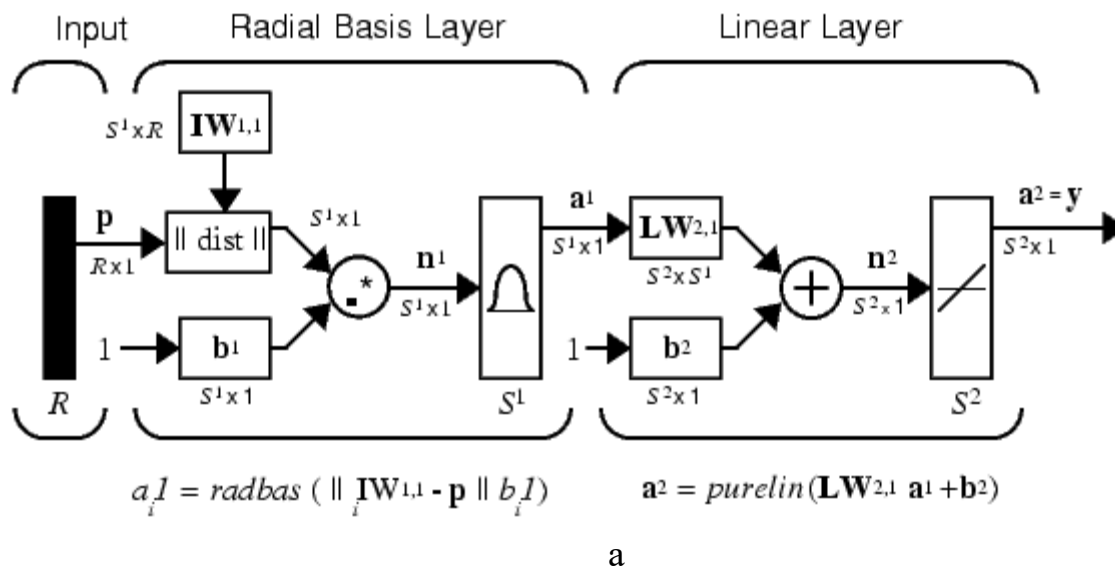 Input Radial Basis Layer Linear Layer
S¹xR IW1,1
p || dist || S¹x1 a¹ LW2,1 a² = y
Rx1 n¹ S¹x1 S²xS¹ n² S²x1
.* S¹x1 + S²x1
1 b¹ 1 b²
R S¹x1 S¹ S²x1 S²
aᵢ1 = radbas ( || ᵢIW1,1 - p || bᵢ1) a² = purelin(LW2,1 a¹ +b²)
a